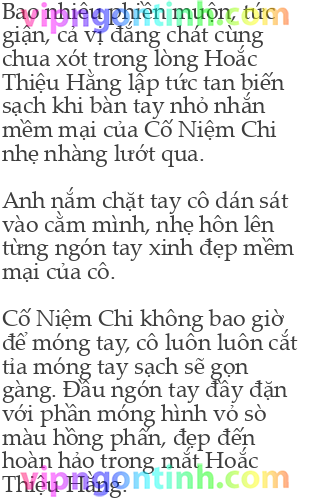 Bao nhiêu phiền muộn, tức
giận, cả vị đắng chát cùng
chua xót trong lòng Hoắc
Thiệu Hằng lập tức tan biến
sạch khi bàn tay nhỏ nhắn
mềm mại của Cố Niệm Chi
nhẹ nhàng lướt qua.
Anh nắm chặt tay cô dán sát
vào cằm mình, nhẹ hôn lên
từng ngón tay xinh đẹp mềm
mại của cô.
Cố Niệm Chi không bao giờ
để móng tay, cô luôn luôn cắt
tỉa móng tay sạch sẽ gọn
gàng. Đầu ngón tay đầy đặn
với phần móng hình vỏ sò
màu hồng phấn, đẹp đến
hoàn hảo trong mắt Hoắc
Thiệu Hằng.
vipngontinh.com
vipngontinh.com
vipngontinh.com